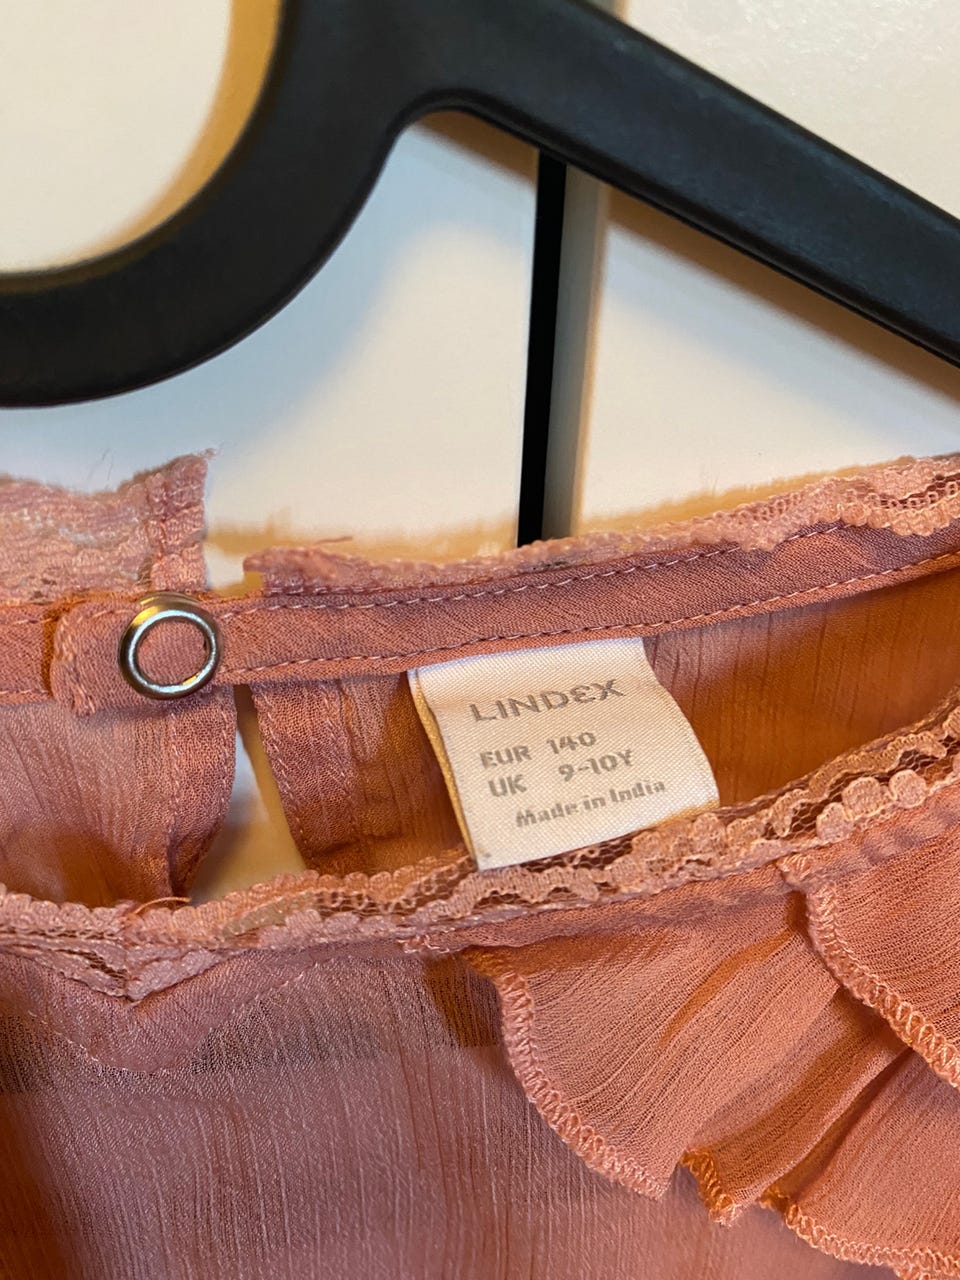 LINDEX
EUR 140
UK 9-10Y
Made in India